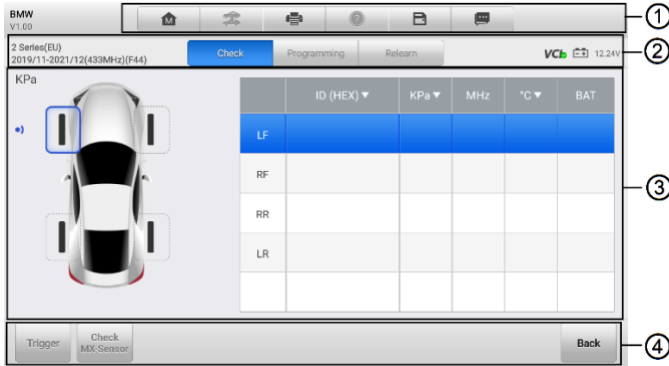 BMW
V1.00
M
?
①
2 Series(EU)
2019/11-2021/12(433MHz)(F44)
Check
Programming
Relearn
VCI
12.24V
②
KPa
ID (HEX)▼
KPa▼
MHz
°C▼
BAT
LF
RF
RR
LR
③
Trigger
Check
MX-Sensor
Back
④